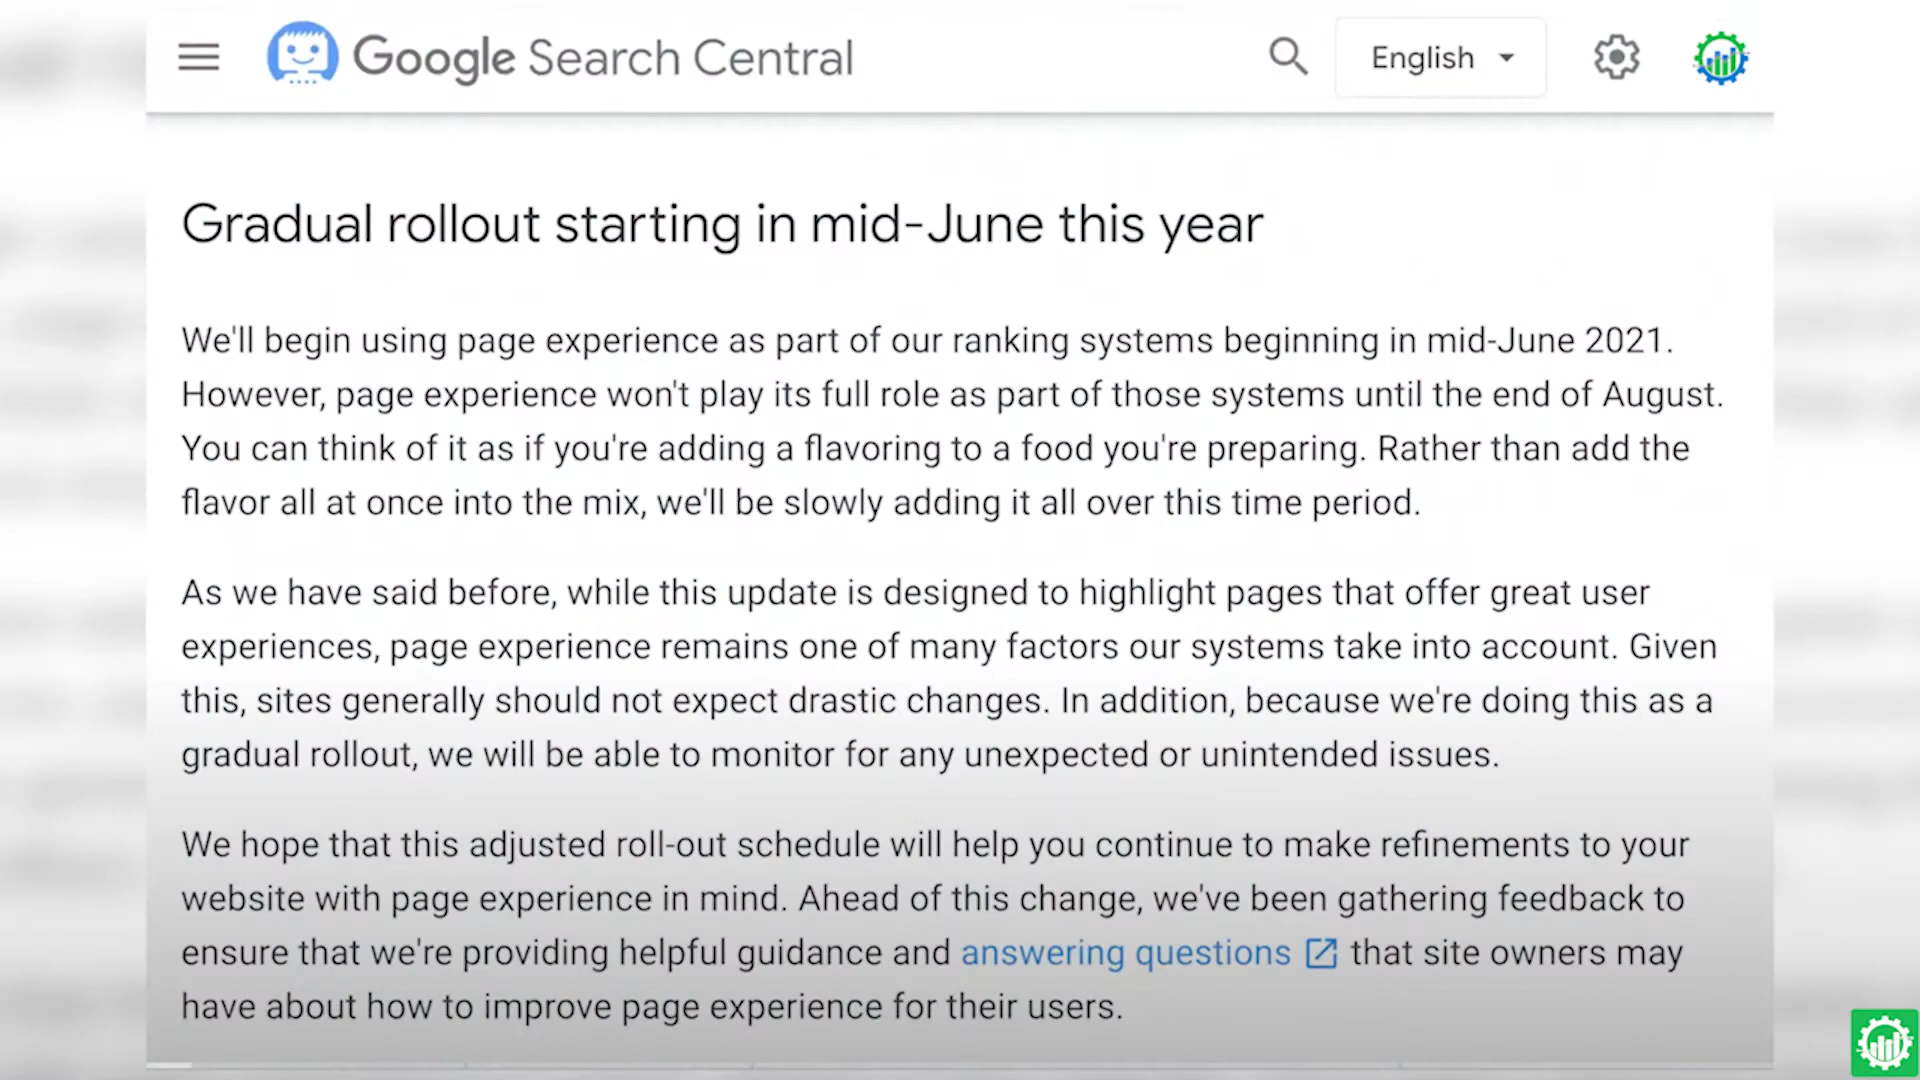 Google Search Central
English
Gradual rollout starting in mid-June this year
We'll begin using page experience as part of our ranking systems beginning in mid-June 2021.
However, page experience won't play its full role as part of those systems until the end of August.
You can think of it as if you're adding a flavoring to a food you're preparing. Rather than add the
flavor all at once into the mix, we'll be slowly adding it all over this time period.
As we have said before, while this update is designed to highlight pages that offer great user
experiences, page experience remains one of many factors our systems take into account. Given
this, sites generally should not expect drastic changes. In addition, because we're doing this as a
gradual rollout, we will be able to monitor for any unexpected or unintended issues.
We hope that this adjusted roll-out schedule will help you continue to make refinements to your
website with page experience in mind. Ahead of this change, we've been gathering feedback to
ensure that we're providing helpful guidance and answering questions that site owners may
have about how to improve page experience for their users.